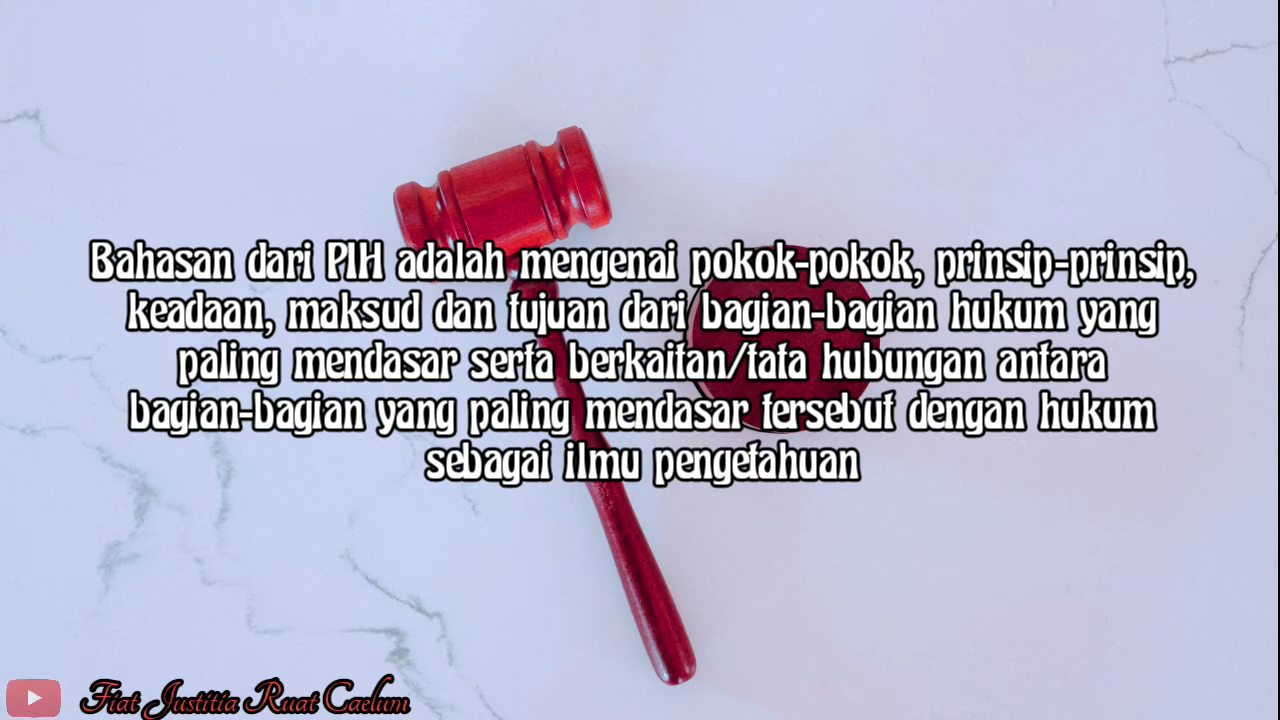 Bahasan dari PIH adalah mengenai pokok-pokok, prinsip-prinsip,
keadaan, maksud dan tujuan dari bagian-bagian hukum yang
paling mendasar serta berkaitan/tata hubungan antara
bagian-bagian yang paling mendasar tersebut dengan hukum
sebagai ilmu pengetahuan
Fiat Justitia Ruat Caelum